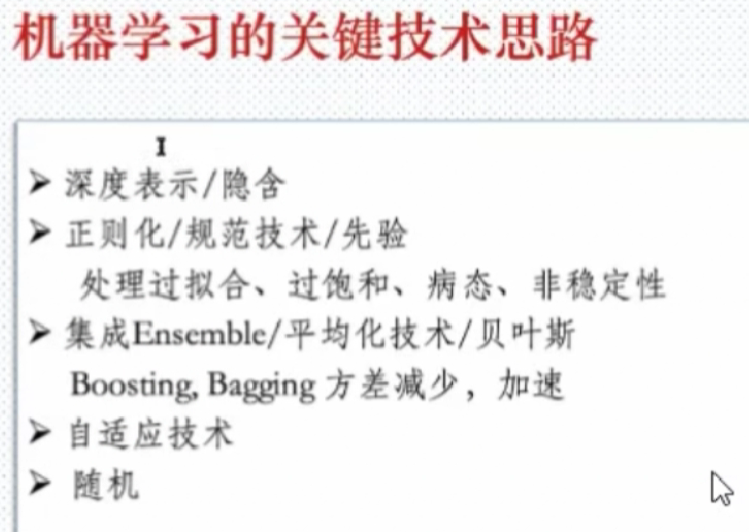 机器学习的关键技术思路
➤ 深度表示/隐含
➤ 正则化/规范技术/先验
处理过拟合、过饱和、病态、非稳定性
➤ 集成Ensemble/平均化技术/贝叶斯
Boosting, Bagging 方差减少，加速
➤ 自适应技术
➤ 随机